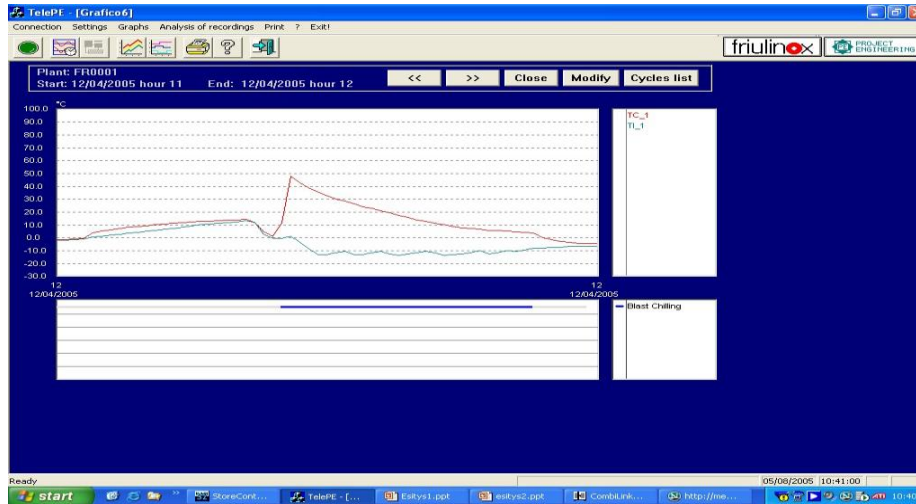 TelePE - [Grafico6]
Connection Settings Graphs Analysis of recordings Print ? Exit!
friulinox PROJECT ENGINEERING
Plant: FR0001
Start: 12/04/2005 hour 11 End: 12/04/2005 hour 12
<< >> Close Modify Cycles list
°C
100.0
90.0
80.0
70.0
60.0
50.0
40.0
30.0
20.0
10.0
0.0
-10.0
-20.0
-30.0
TC_1
TI_1
12 12
12/04/2005 12/04/2005
Blast Chilling
Ready 05/08/2005 10:41:00
start StoreCont... TelePE - [... Esitys1.ppt esitys2.ppt CombiLink... http://me... 10:40